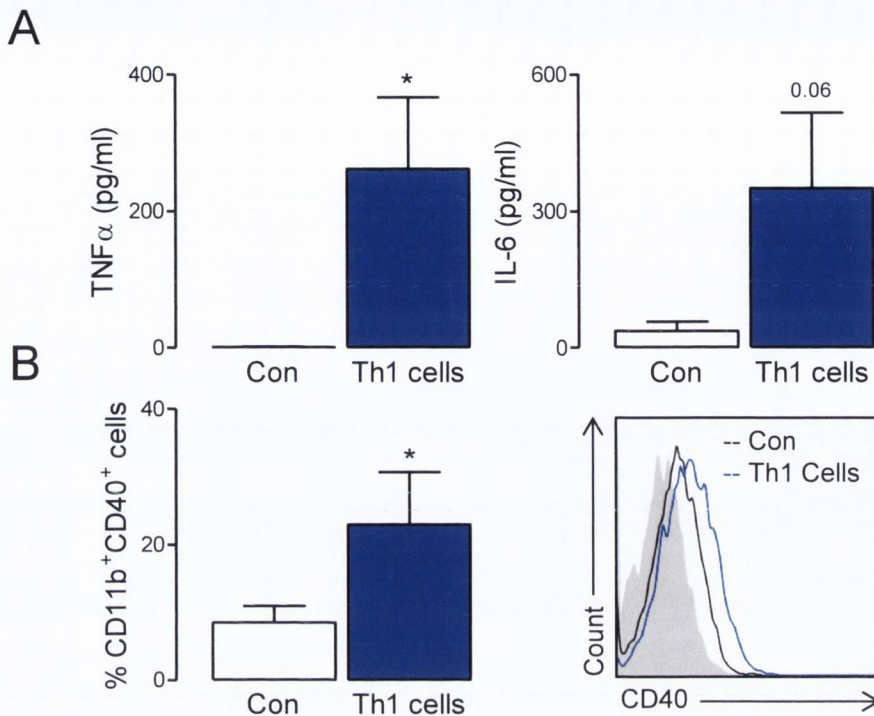 A
TNFα (pg/ml)
400
200
0
*
Con
Th1 cells
IL-6 (pg/ml)
600
300
0
0.06
Con
Th1 cells
B
% CD11b⁺CD40⁺ cells
40
20
0
*
Con
Th1 cells
Count
-- Con
-- Th1 Cells
CD40